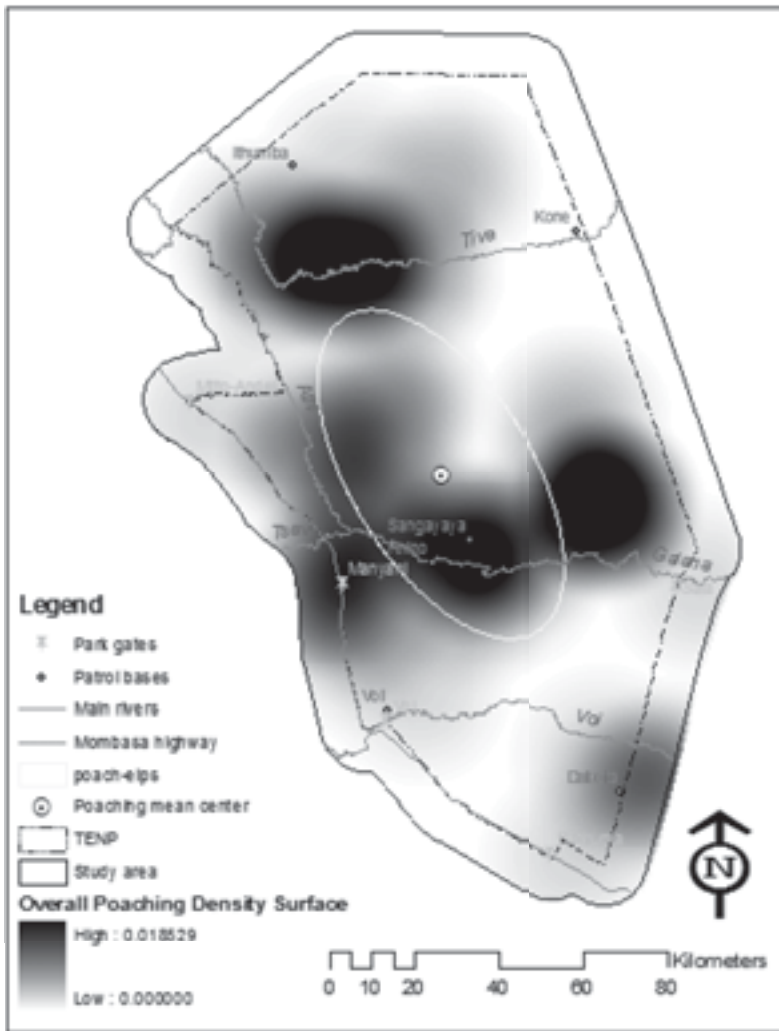 Ithumba
Kone
Tive
Sangayaya
Galana
Manyani
Voi
Voi
Legend
Park gates
Patrol bases
Main rivers
Mombasa highway
poach-elps
Poaching mean center
TENP
Study area
Overall Poaching Density Surface
High : 0.018529
Low : 0.000000
N
Kilometers
0 10 20 40 60 80